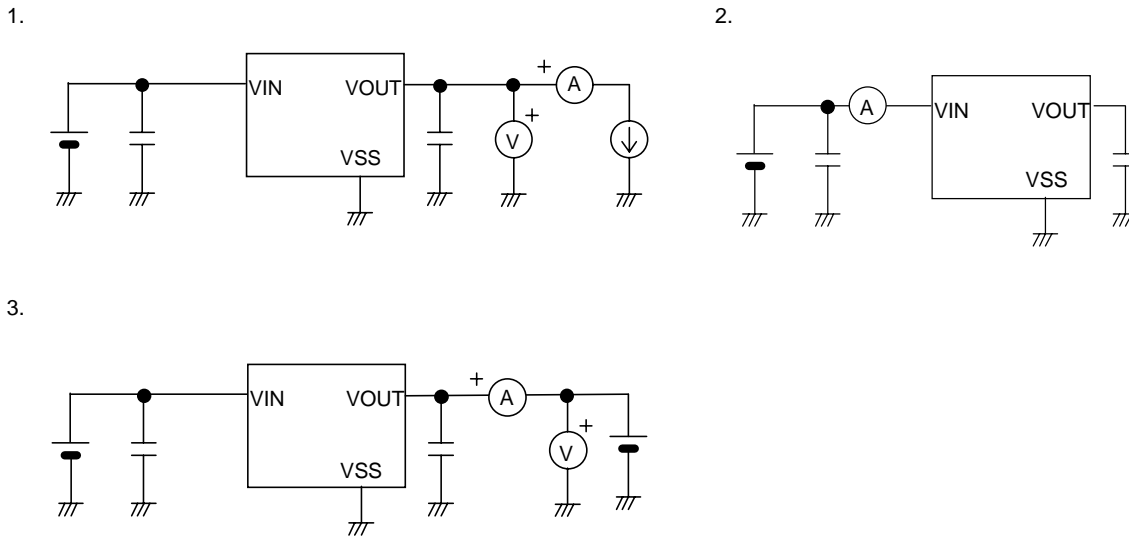 1.
VIN VOUT
VSS
+ A
V +
2.
A
VIN VOUT
VSS
3.
VIN VOUT
VSS
+ A
V +